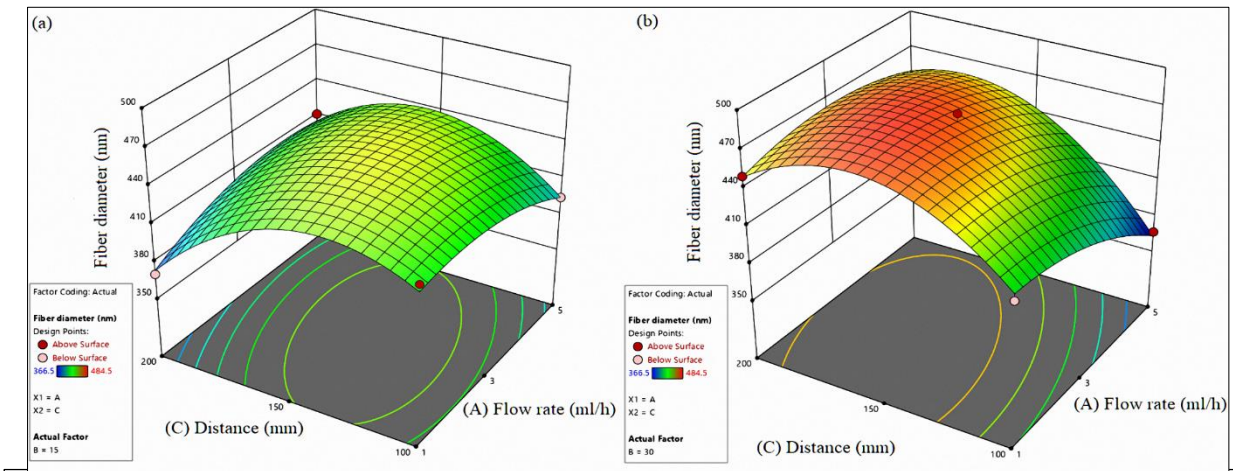 (a)
Fiber diameter (nm)
500
470
440
410
380
350
200
150
100
1
3
5
(C) Distance (mm)
(A) Flow rate (ml/h)
Factor Coding: Actual
Fiber diameter (nm)
Design Points:
Above Surface
Below Surface
366.5 484.5
X1 = A
X2 = C
Actual Factor
B = 15
(b)
Fiber diameter (nm)
500
470
440
410
380
350
200
150
100
1
3
5
(C) Distance (mm)
(A) Flow rate (ml/h)
Factor Coding: Actual
Fiber diameter (nm)
Design Points:
Above Surface
Below Surface
366.5 484.5
X1 = A
X2 = C
Actual Factor
B = 30